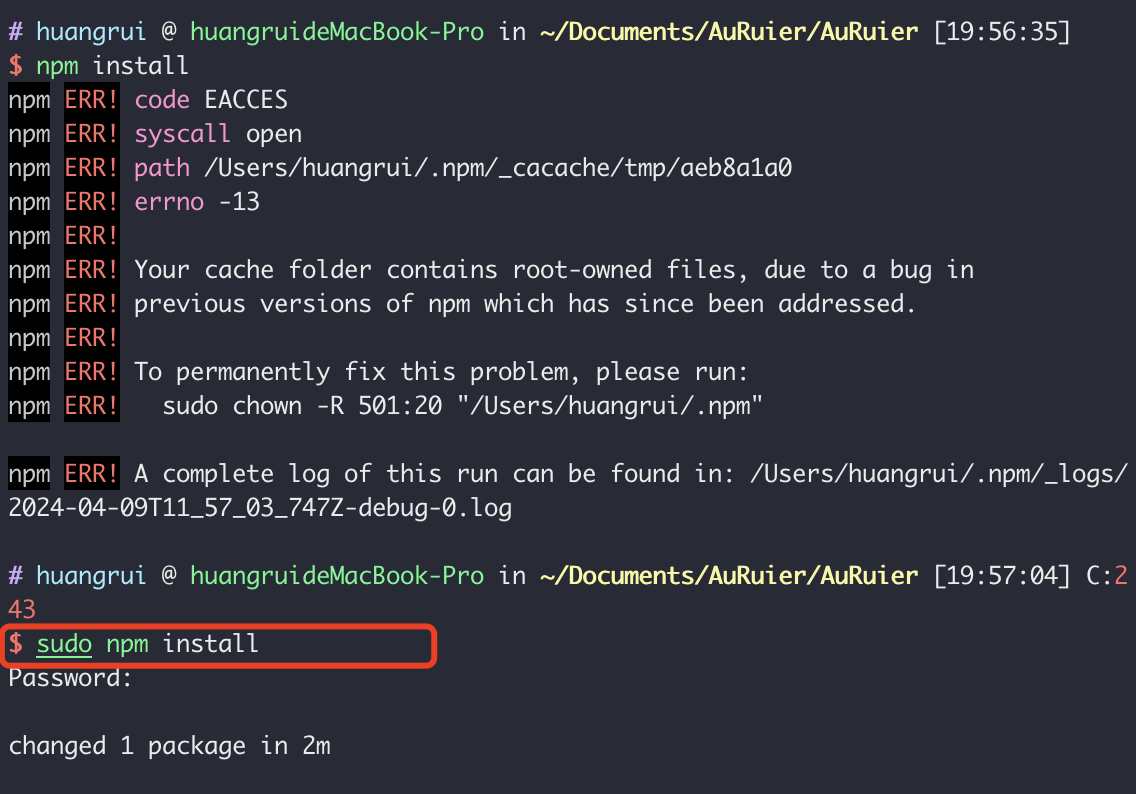 # huangrui @ huangruideMacBook-Pro in ~/Documents/AuRuier/AuRuier [19:56:35]
$ npm install
npm ERR! code EACCES
npm ERR! syscall open
npm ERR! path /Users/huangrui/.npm/_cacache/tmp/aeb8a1a0
npm ERR! errno -13
npm ERR!
npm ERR! Your cache folder contains root-owned files, due to a bug in
npm ERR! previous versions of npm which has since been addressed.
npm ERR!
npm ERR! To permanently fix this problem, please run:
npm ERR!   sudo chown -R 501:20 "/Users/huangrui/.npm"
npm ERR! A complete log of this run can be found in: /Users/huangrui/.npm/_logs/
2024-04-09T11_57_03_747Z-debug-0.log
# huangrui @ huangruideMacBook-Pro in ~/Documents/AuRuier/AuRuier [19:57:04] C:2
43
$ sudo npm install
Password:
changed 1 package in 2m